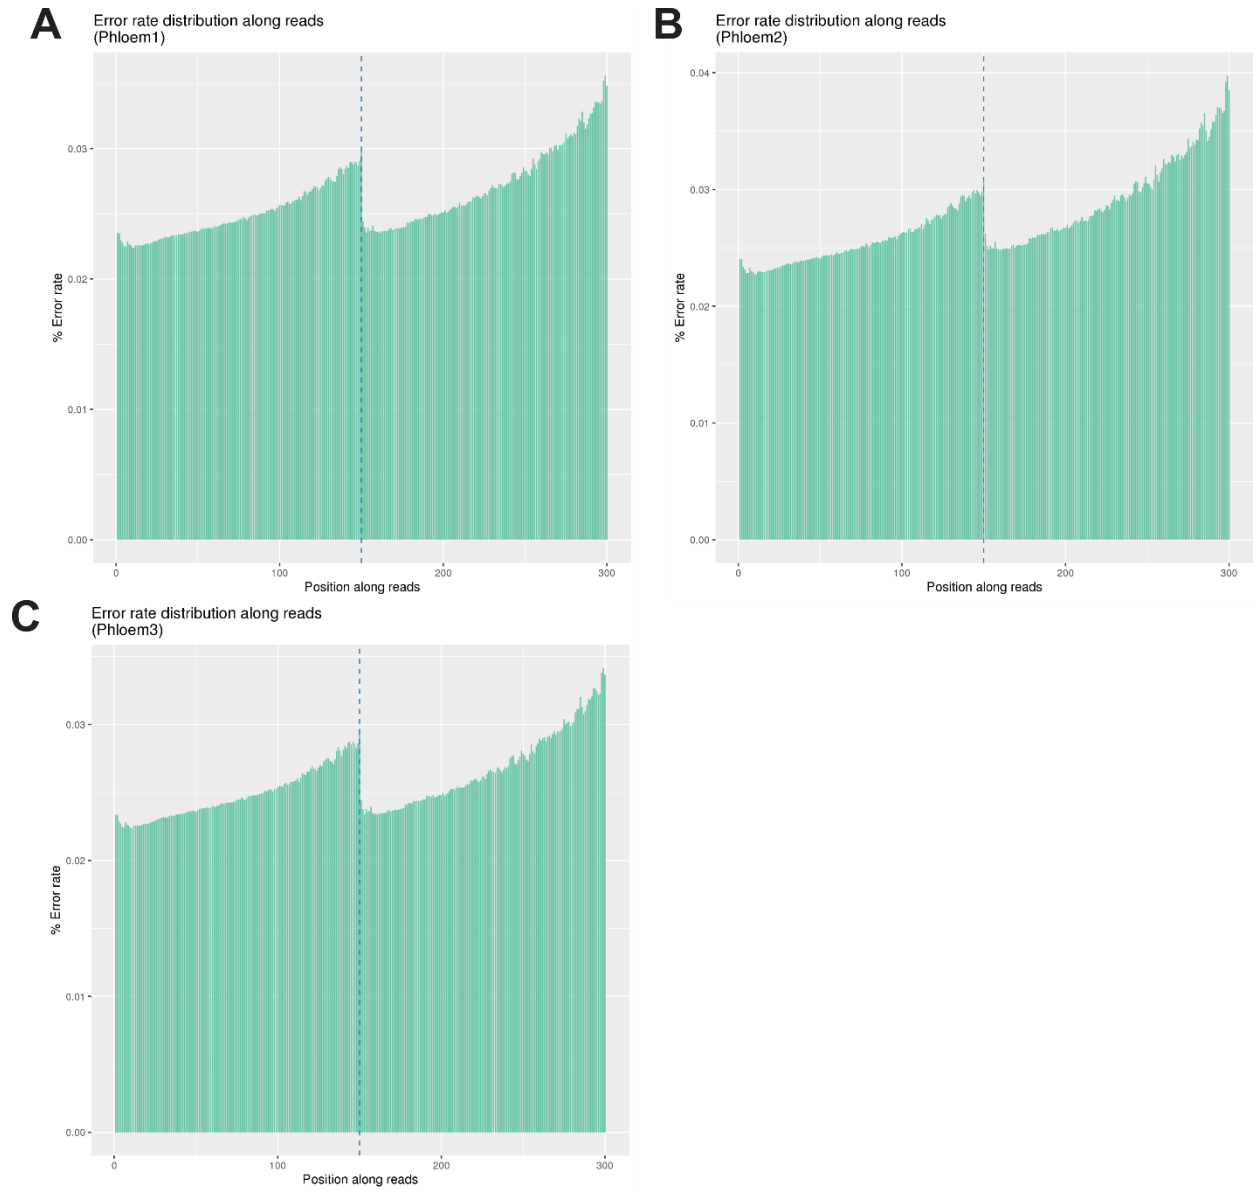 A
Error rate distribution along reads
(Phloem1)
% Error rate
0.03
0.02
0.01
0.00
0 100 200 300
Position along reads
B
Error rate distribution along reads
(Phloem2)
% Error rate
0.04
0.03
0.02
0.01
0.00
0 100 200 300
Position along reads
C
Error rate distribution along reads
(Phloem3)
% Error rate
0.03
0.02
0.01
0.00
0 100 200 300
Position along reads